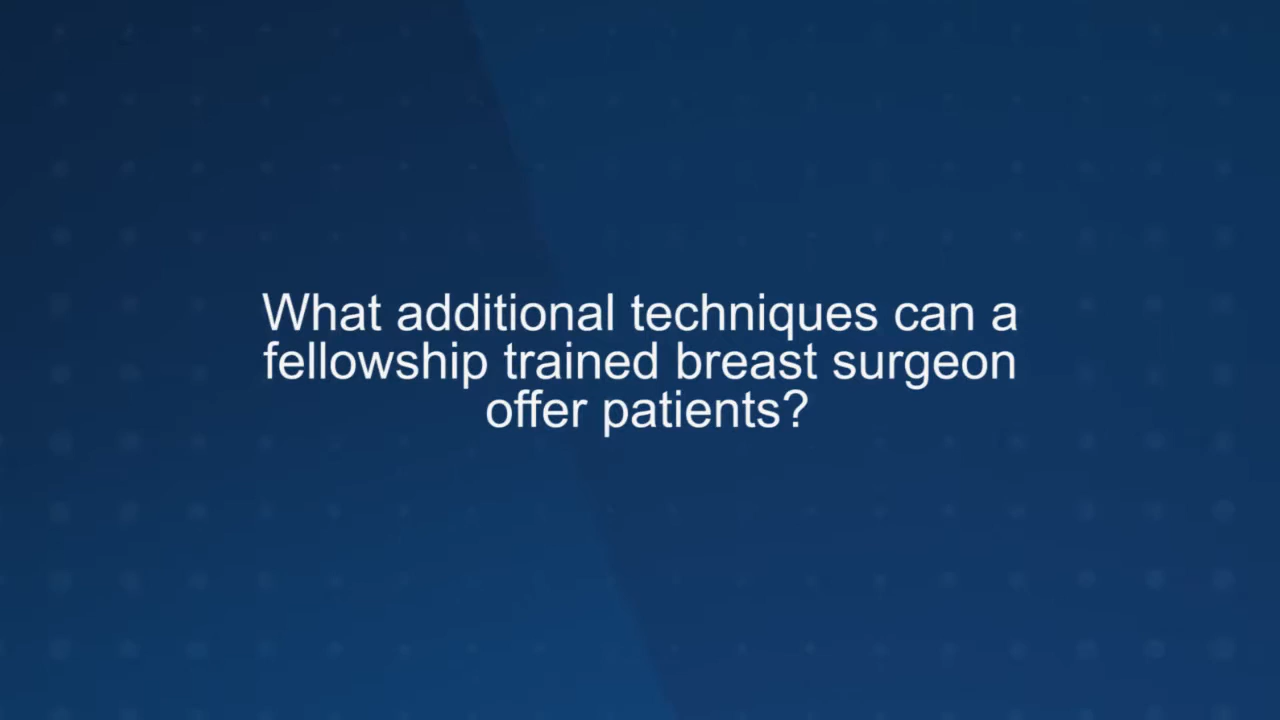 What additional techniques can a
fellowship trained breast surgeon
offer patients?